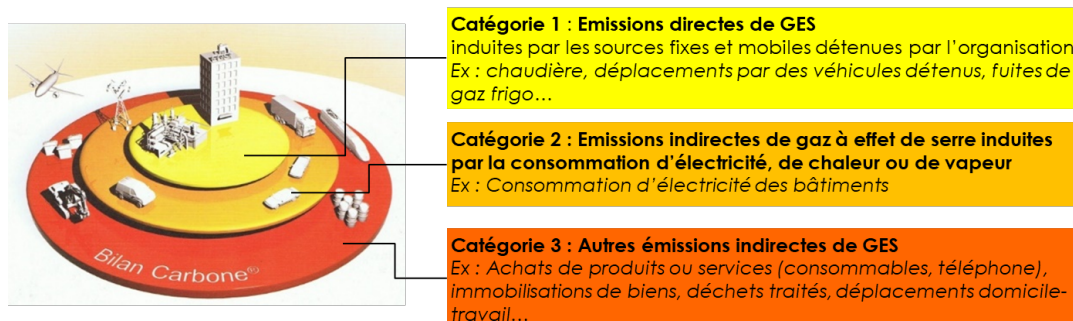 Catégorie 1 : Emissions directes de GES
induites par les sources fixes et mobiles détenues par l'organisation
Ex : chaudière, déplacements par des véhicules détenus, fuites de
gaz frigo…
Catégorie 2 : Emissions indirectes de gaz à effet de serre induites
par la consommation d'électricité, de chaleur ou de vapeur
Ex : Consommation d'électricité des bâtiments
Catégorie 3 : Autres émissions indirectes de GES
Ex : Achats de produits ou services (consommables, téléphone),
immobilisations de biens, déchets traités, déplacements domicile-
travail…
Bilan Carbone®